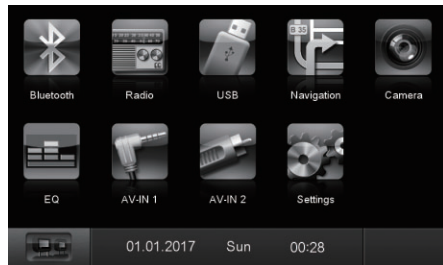 Bluetooth Radio USB Navigation Camera
EQ AV-IN 1 AV-IN 2 Settings
01.01.2017 Sun 00:28